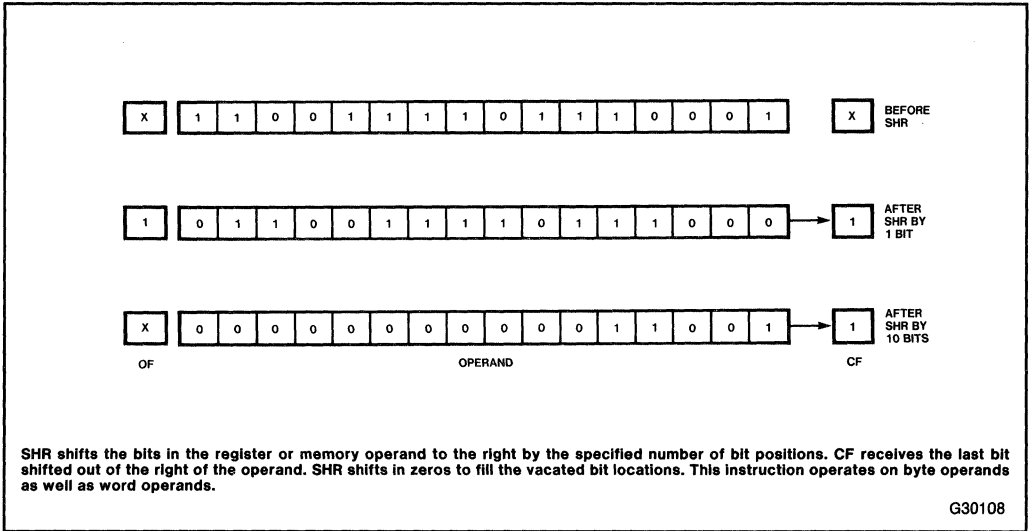 X 1 1 0 0 1 1 1 1 0 1 1 1 0 0 0 1 X BEFORE
SHR
1 0 1 1 0 0 1 1 1 1 0 1 1 1 0 0 0 1 AFTER
SHR BY
1 BIT
X 0 0 0 0 0 0 0 0 0 0 0 1 1 0 0 1 1 AFTER
SHR BY
10 BITS
OF OPERAND CF
SHR shifts the bits in the register or memory operand to the right by the specified number of bit positions. CF receives the last bit
shifted out of the right of the operand. SHR shifts in zeros to fill the vacated bit locations. This instruction operates on byte operands
as well as word operands.
G30108